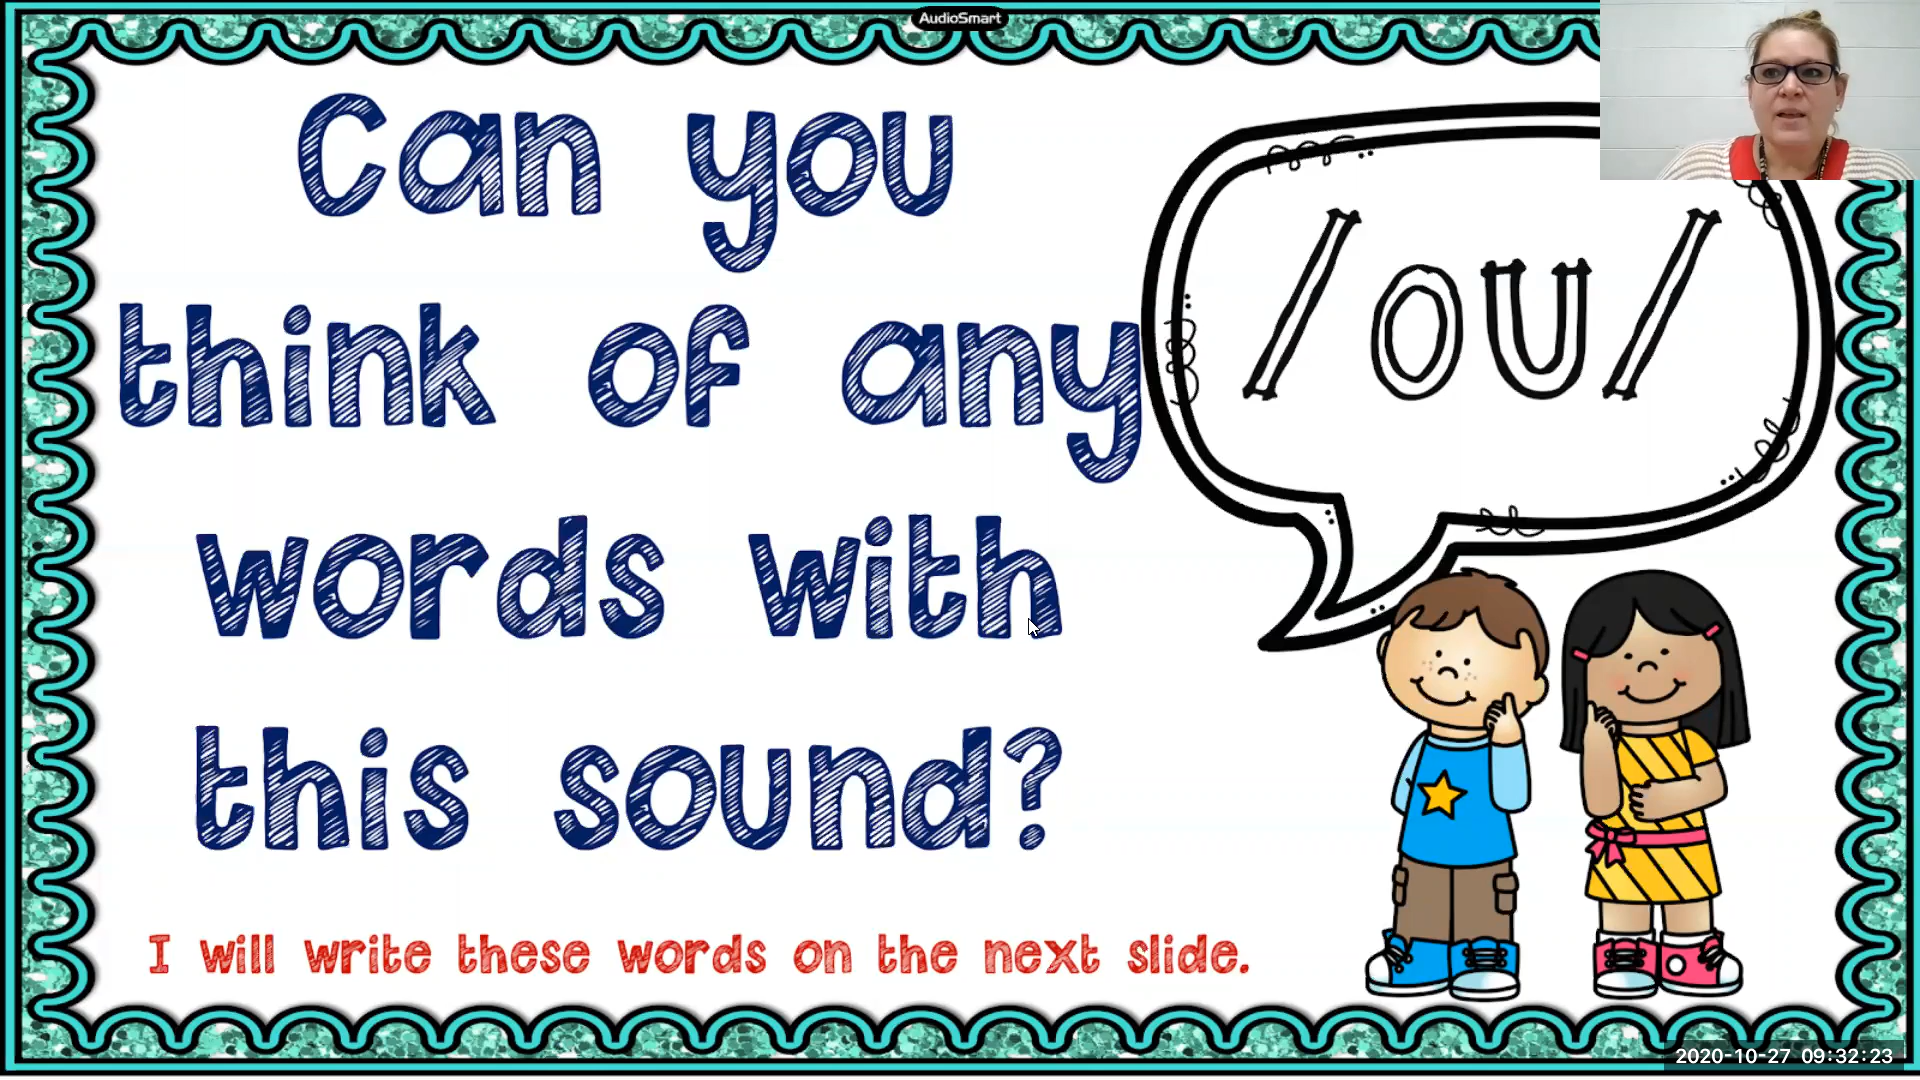 AudioSmart
Can you
think of any
words with
this sound?
/ou/
I will write these words on the next slide.
2020-10-27 09:32:23